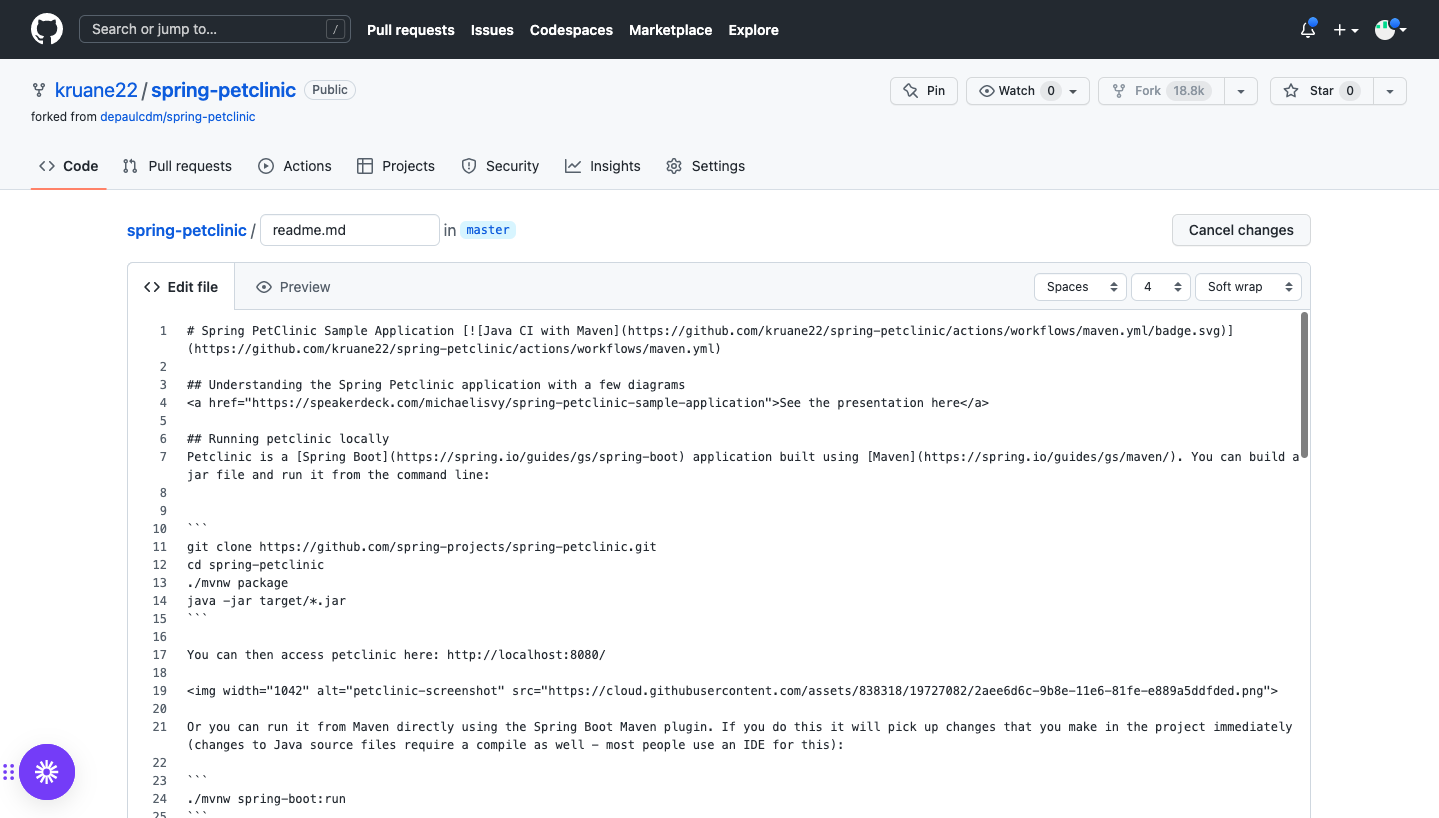 Search or jump to... /
Pull requests Issues Codespaces Marketplace Explore
kruane22 / spring-petclinic Public
Pin Watch 0 Fork 18.8k Star 0
forked from depaulcdm/spring-petclinic
Code Pull requests Actions Projects Security Insights Settings
spring-petclinic / readme.md in master
Cancel changes
Edit file Preview Spaces 4 Soft wrap
1 # Spring PetClinic Sample Application [![Java CI with Maven](https://github.com/kruane22/spring-petclinic/actions/workflows/maven.yml/badge.svg)]
(https://github.com/kruane22/spring-petclinic/actions/workflows/maven.yml)
2
3 ## Understanding the Spring Petclinic application with a few diagrams
4 <a href="https://speakerdeck.com/michaelisvy/spring-petclinic-sample-application">See the presentation here</a>
5
6 ## Running petclinic locally
7 Petclinic is a [Spring Boot](https://spring.io/guides/gs/spring-boot) application built using [Maven](https://spring.io/guides/gs/maven/). You can build a
jar file and run it from the command line:
8
9
10 ```
11 git clone https://github.com/spring-projects/spring-petclinic.git
12 cd spring-petclinic
13 ./mvnw package
14 java -jar target/*.jar
15 ```
16
17 You can then access petclinic here: http://localhost:8080/
18
19 <img width="1042" alt="petclinic-screenshot" src="https://cloud.githubusercontent.com/assets/838318/19727082/2aee6d6c-9b8e-11e6-81fe-e889a5ddfded.png">
20
21 Or you can run it from Maven directly using the Spring Boot Maven plugin. If you do this it will pick up changes that you make in the project immediately
(changes to Java source files require a compile as well - most people use an IDE for this):
22
23 ```
24 ./mvnw spring-boot:run
25 ```